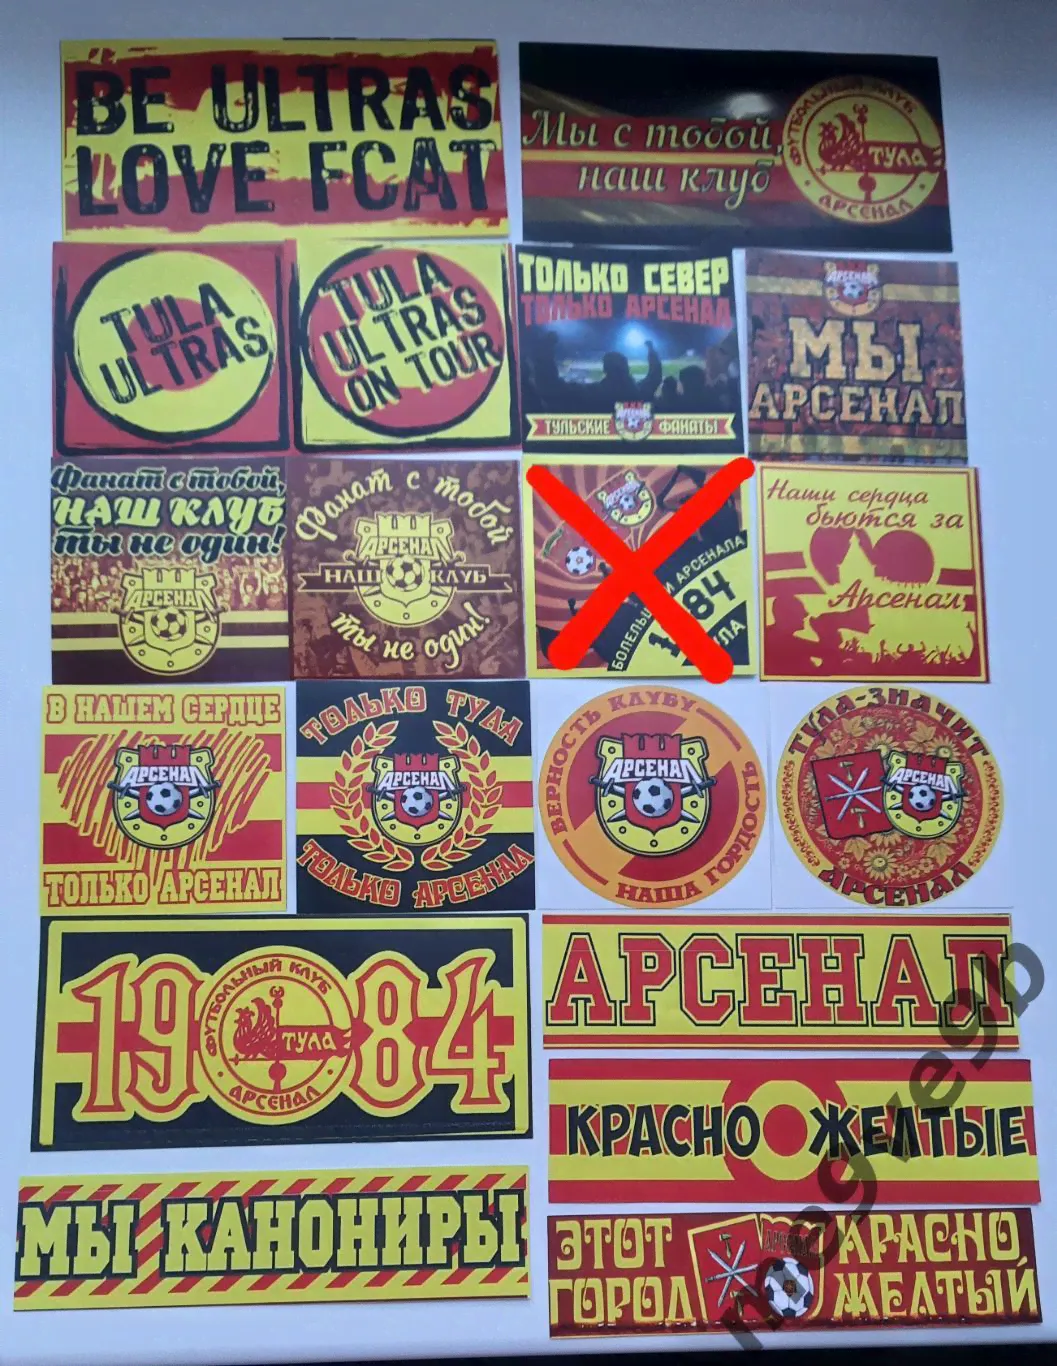 BE ULTRAS
LOVE FCAT
Мы с тобой,
наш клуб
ФУТБОЛЬНЫЙ КЛУБ
ТУЛА
АРСЕНАЛ
TULA
ULTRAS
TULA
ULTRAS
ON TOUR
ТОЛЬКО СЕВЕР
ТОЛЬКО АРСЕНАЛ
ТУЛЬСКИЕ ФАНАТЫ
АРСЕНАЛ
МЫ
АРСЕНАЛ
Фанат с тобой,
НАШ КЛУБ
ты не один!
АРСЕНАЛ
Фанат с тобой
АРСЕНАЛ
НАШ КЛУБ
ты не один!
АРСЕНАЛА
84
Наши сердца
бьются за
Арсенал
В НАШЕМ СЕРДЦЕ
АРСЕНАЛ
ТОЛЬКО АРСЕНАЛ
ТОЛЬКО ТУЛА
АРСЕНАЛ
ТОЛЬКО АРСЕНАЛ
ВЕРНОСТЬ КЛУБУ
АРСЕНАЛ
НАША ГОРДОСТЬ
ТУЛА-ЗНАЧИТ
АРСЕНАЛ
АРСЕНАЛ
1984
ФУТБОЛЬНЫЙ КЛУБ
ТУЛА
АРСЕНАЛ
АРСЕНАЛ
КРАСНО ЖЕЛТЫЕ
МЫ КАНОНИРЫ
ЭТОТ
ГОРОД
КРАСНО,
ЖЕЛТЫЙ
megvegp